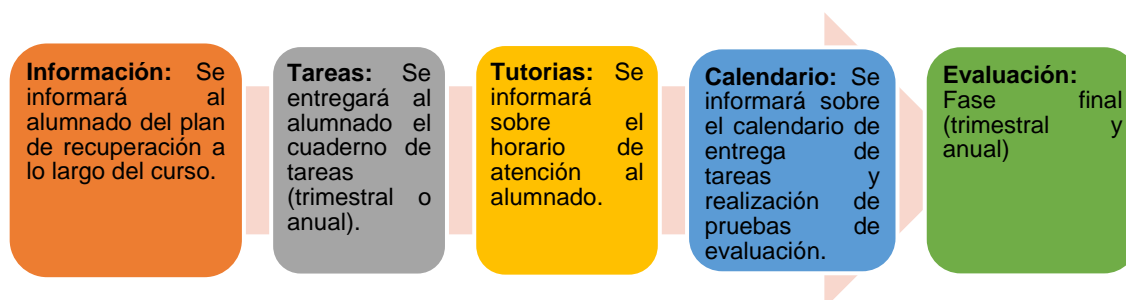 Información: Se
informará al
alumnado del plan
de recuperación a
lo largo del curso.
Tareas: Se
entregará al
alumnado el
cuaderno de
tareas
(trimestral o
anual).
Tutorias: Se
informará
sobre el
horario de
atención al
alumnado.
Calendario: Se
informará sobre
el calendario de
entrega de
tareas y
realización de
pruebas de
evaluación.
Evaluación:
Fase final
(trimestral y
anual)